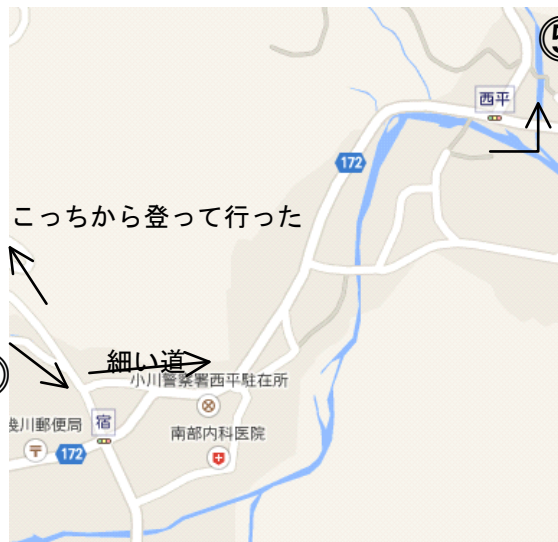 西平
172
こっちから登って行った
細い道
小川警察署西平駐在所
川郵便局
宿
南部内科医院
172